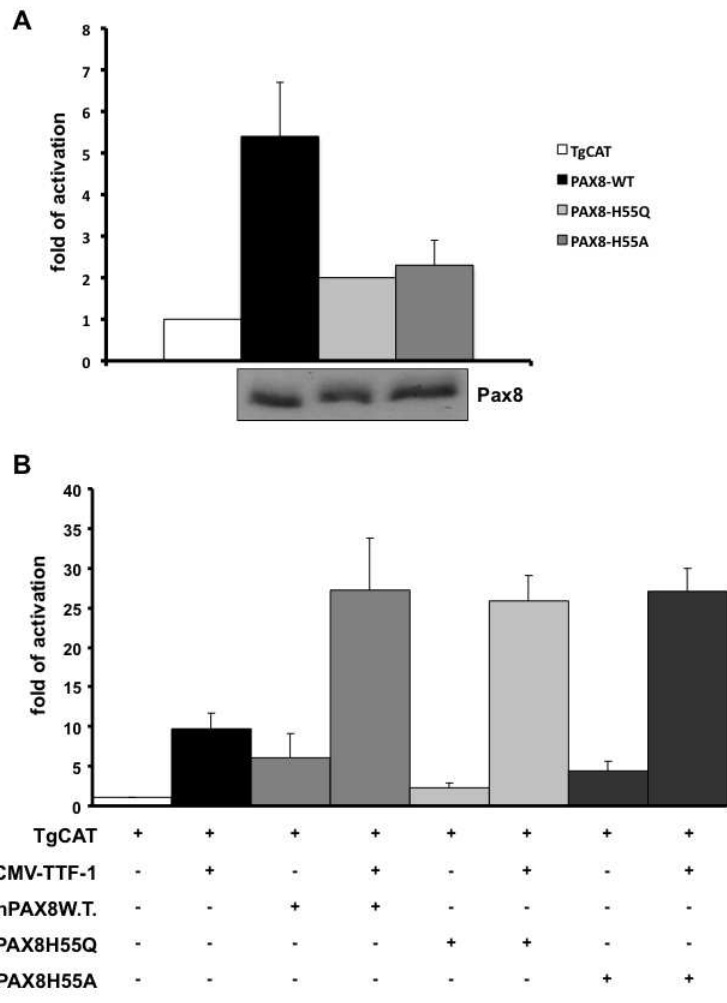 A
8
7
6
5
4
3
2
1
0
fold of activation
TgCAT
PAX8-WT
PAX8-H55Q
PAX8-H55A
Pax8
B
40
35
30
25
20
15
10
5
0
fold of activation
TgCAT + + + + + + + +
CMV-TTF-1 - + - + - + - +
PAX8W.T. - - + + - - - -
PAX8H55Q - - - - + + - -
PAX8H55A - - - - - - + +